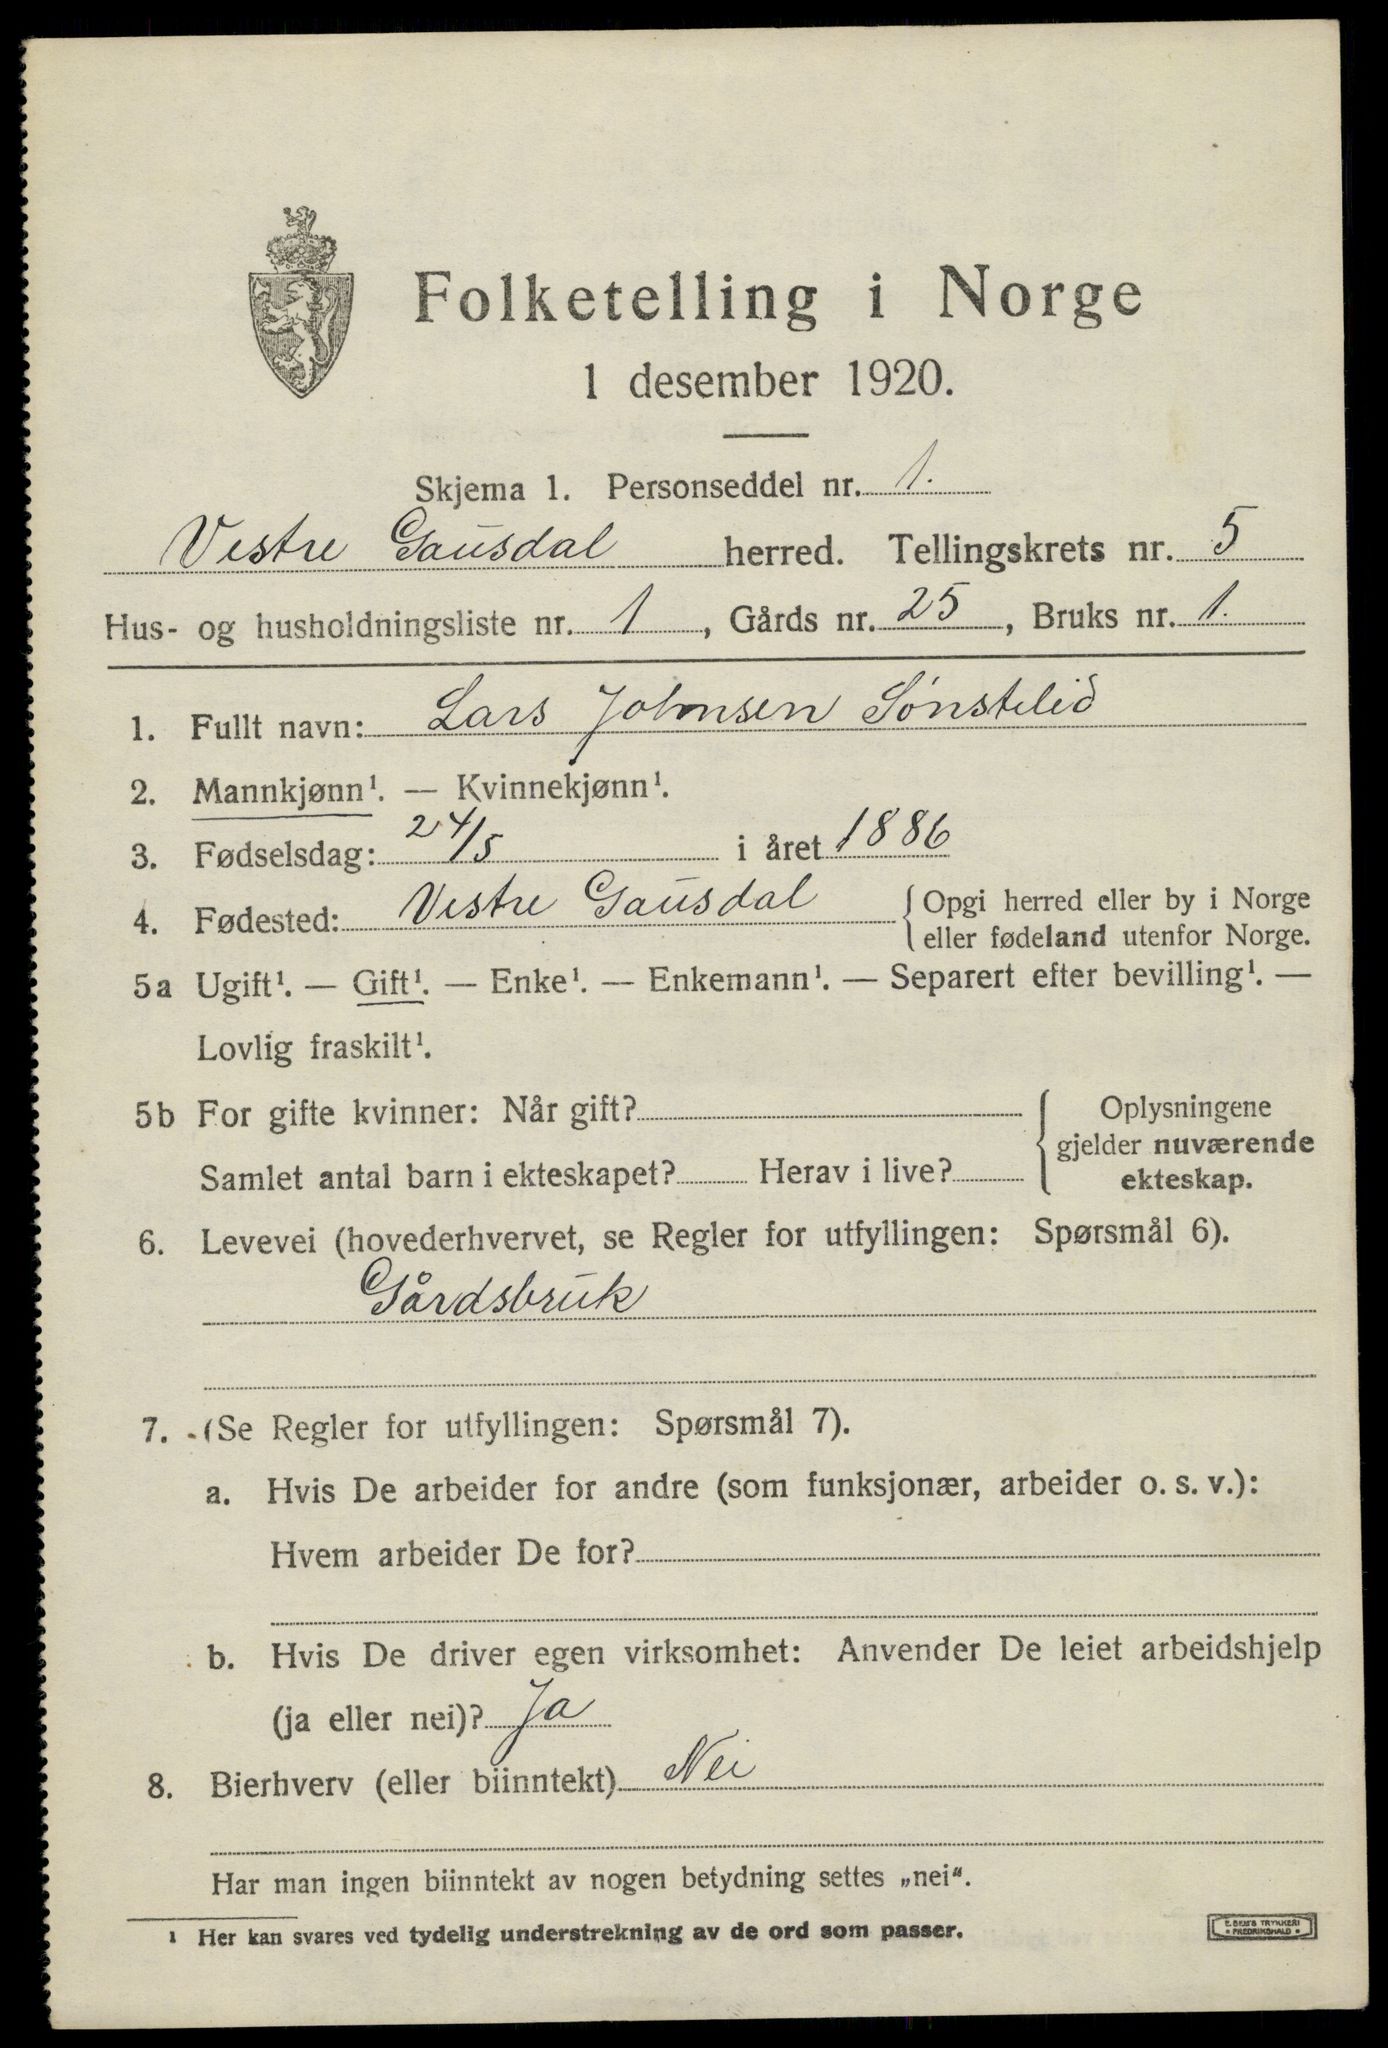 Folketelling i Norge
1 desember 1920.
Skjema 1. Personseddel nr. 1.
Vestre Gausdal herred. Tellingskrets nr. 5
Hus- og husholdningsliste nr. 1, Gårds nr. 25, Bruks nr. 1.
1. Fullt navn: Lars Johnsen Sønstelid
2. Mannkjønn¹. — Kvinnekjønn¹.
3. Fødselsdag: 24/5 i året 1886
4. Fødested: Vestre Gausdal { Opgi herred eller by i Norge
eller fødeland utenfor Norge.
5a Ugift¹. — Gift¹. — Enke¹. — Enkemann¹. — Separert efter bevilling¹. —
Lovlig fraskilt¹.
5b For gifte kvinner: Når gift?
Samlet antal barn i ekteskapet? Herav i live?
Oplysningene
gjelder nuværende
ekteskap.
6. Levevei (hovederhvervet, se Regler for utfyllingen: Spørsmål 6).
Gårdsbruk
7. (Se Regler for utfyllingen: Spørsmål 7).
a. Hvis De arbeider for andre (som funksjonær, arbeider o. s. v.):
Hvem arbeider De for?
b. Hvis De driver egen virksomhet: Anvender De leiet arbeidshjelp
(ja eller nei)? Ja
8. Bierhverv (eller biinntekt) Nei
Har man ingen biinntekt av nogen betydning settes „nei“.
¹ Her kan svares ved tydelig understrekning av de ord som passer.
E. SEM'S TRYKKERI
• FREDRIKSHALD •